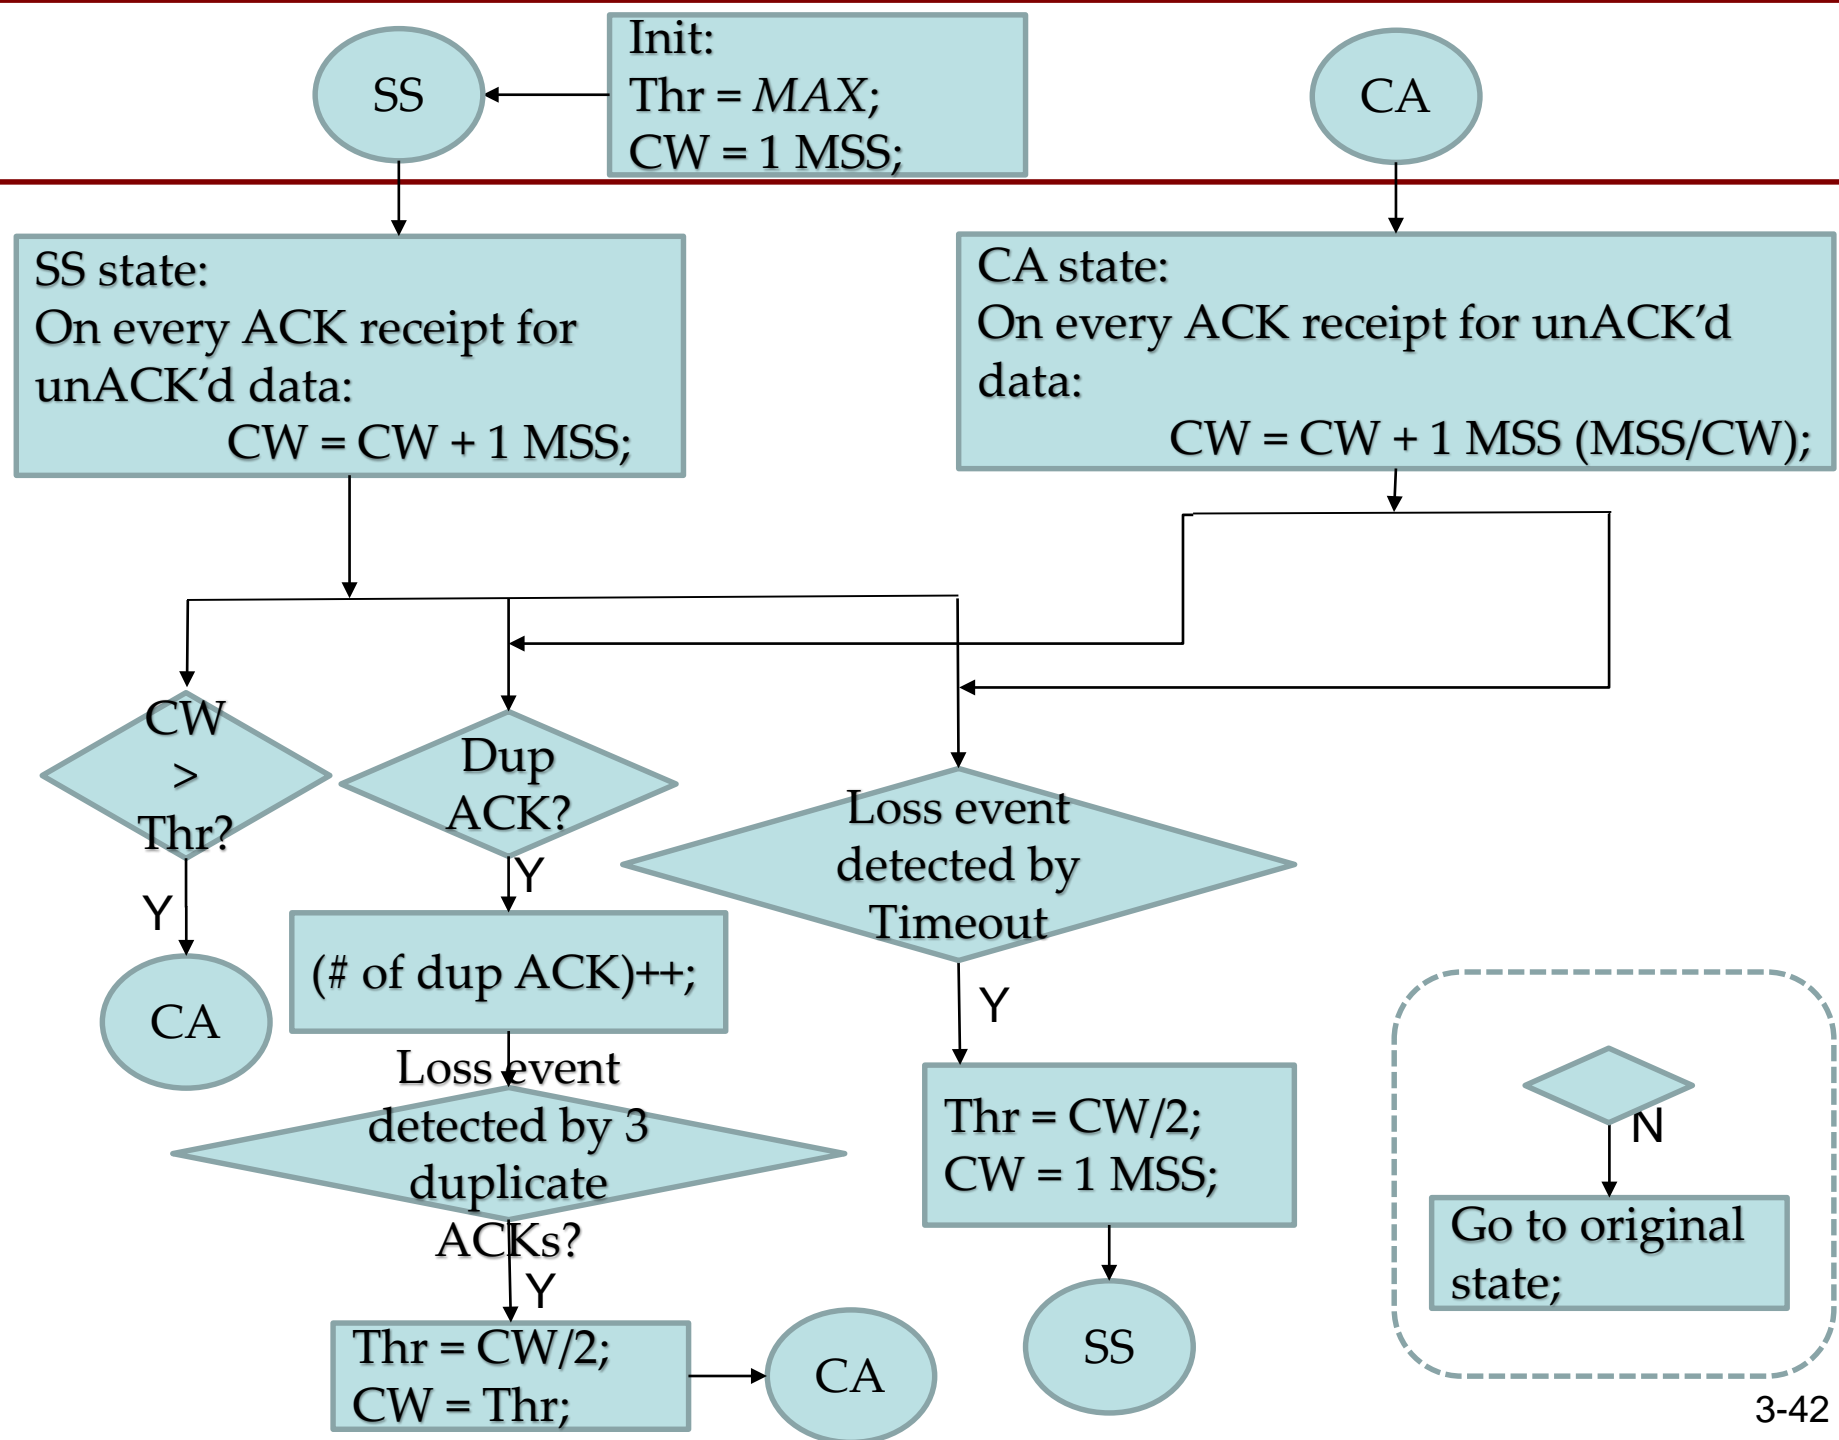 SS
Init:
Thr = MAX;
CW = 1 MSS;
CA
SS state:
On every ACK receipt for
unACK’d data:
CW = CW + 1 MSS;
CA state:
On every ACK receipt for unACK’d
data:
CW = CW + 1 MSS (MSS/CW);
CW
>
Thr?
Y
CA
Dup
ACK?
Y
(# of dup ACK)++;
Loss event
detected by 3
duplicate
ACKs?
Y
Thr = CW/2;
CW = Thr;
CA
Loss event
detected by
Timeout
Y
Thr = CW/2;
CW = 1 MSS;
SS
N
Go to original
state;
3-42